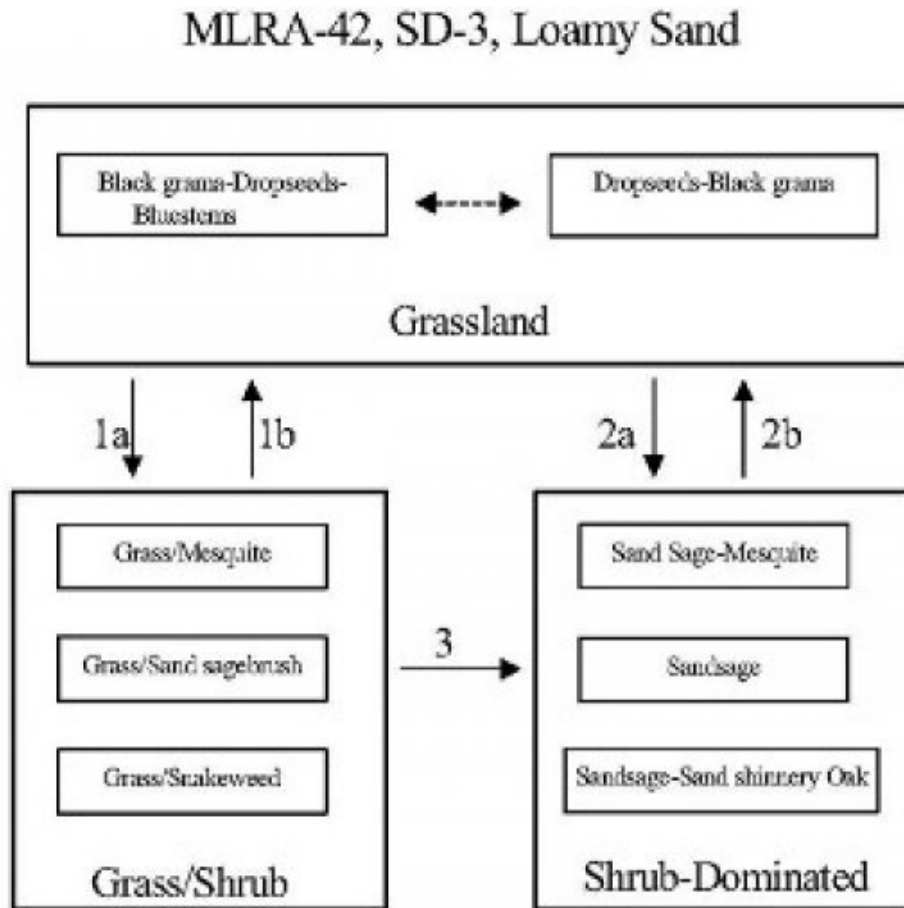 MLRA-42, SD-3, Loamy Sand
Black grama-Dropseeds-
Bluestems
Dropseeds-Black grama
Grassland
1a
1b
2a
2b
Grass/Mesquite
Grass/Sand sagebrush
Grass/Snakeweed
Grass/Shrub
3
Sand Sage-Mesquite
Sandsage
Sandsage-Sand shinnery Oak
Shrub-Dominated